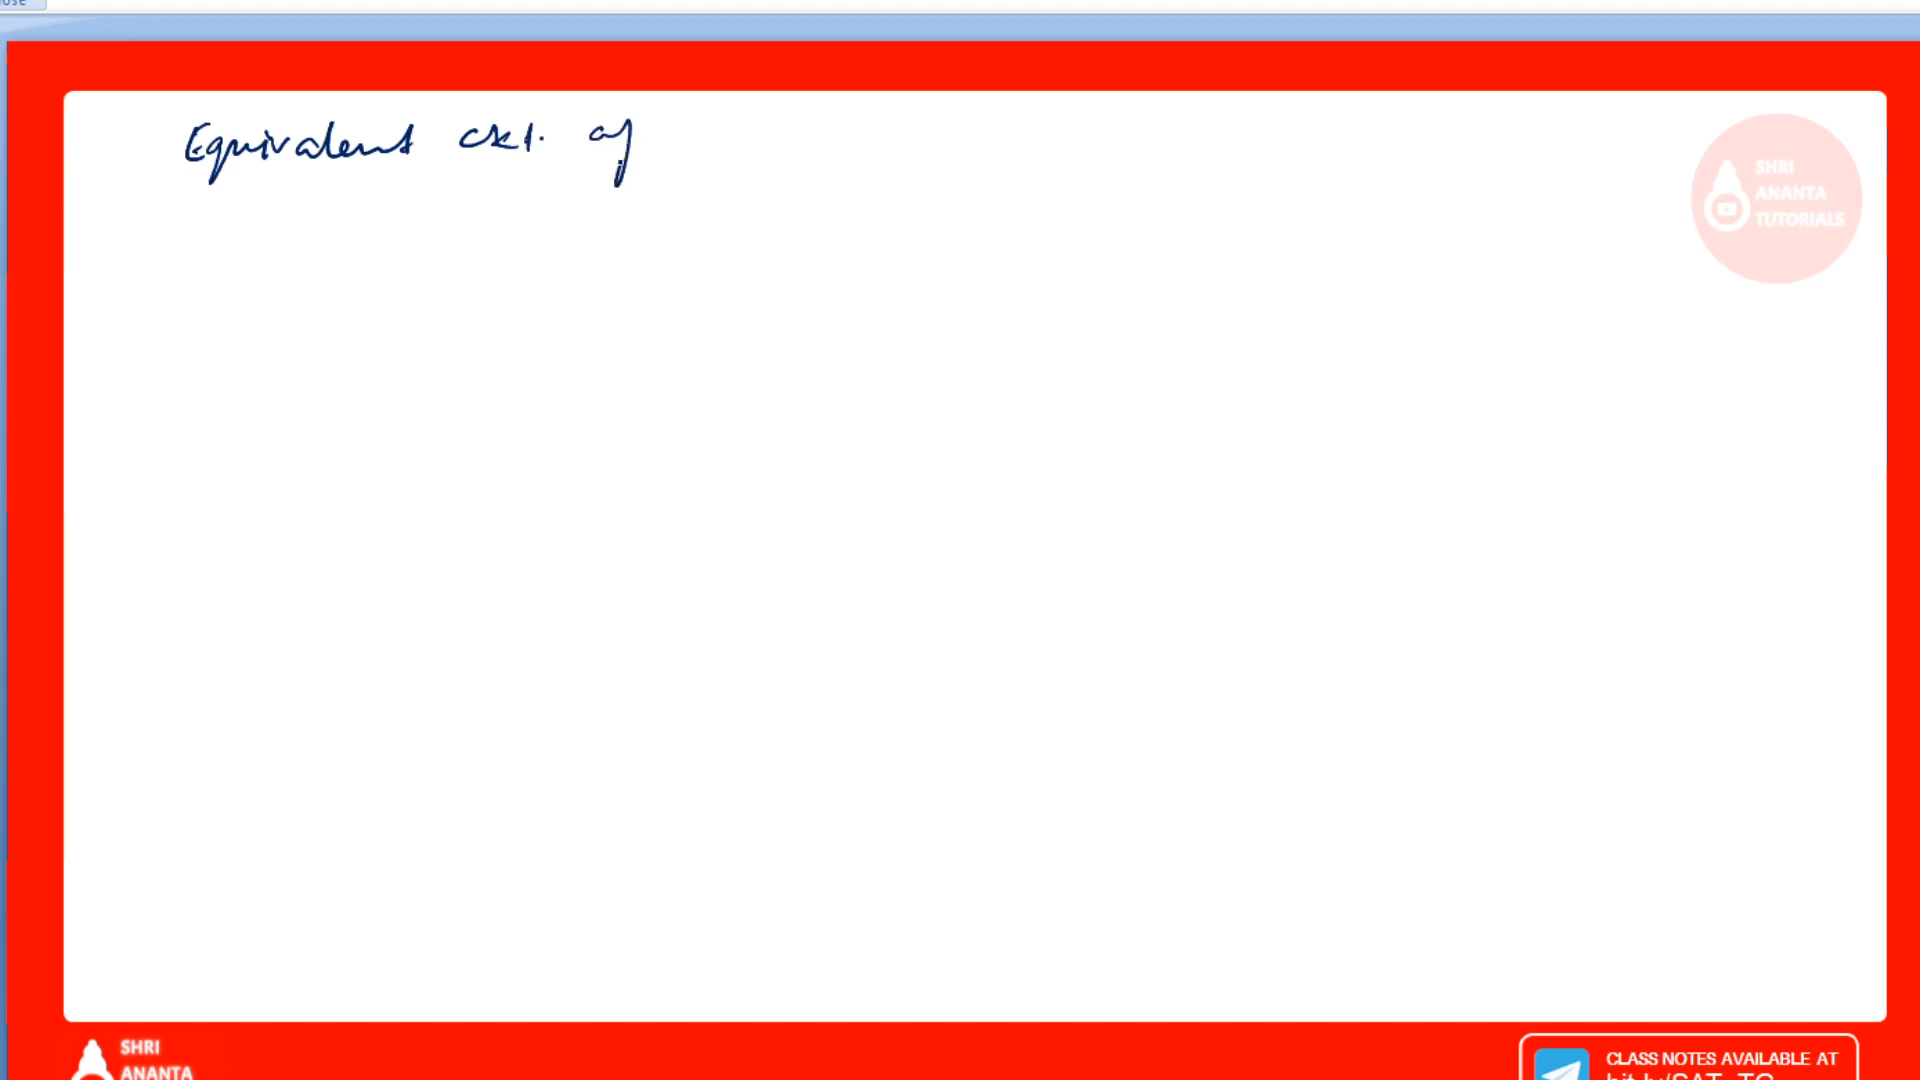 Equivalent ckt. of
SHRI
ANANTA
TUTORIALS
SHRI
ANANTA
CLASS NOTES AVAILABLE AT